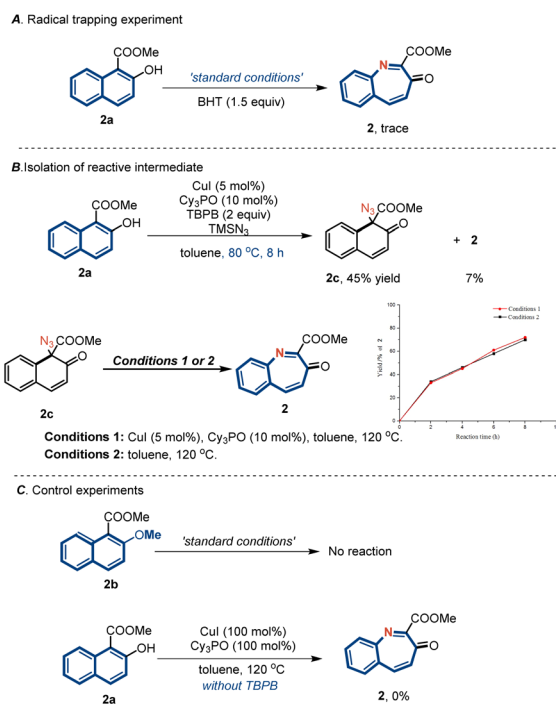 A. Radical trapping experiment
COOMe
OH
2a
'standard conditions'
BHT (1.5 equiv)
N
COOMe
O
2, trace
B.Isolation of reactive intermediate
COOMe
OH
2a
CuI (5 mol%)
Cy3PO (10 mol%)
TBPB (2 equiv)
TMSN3
toluene, 80 °C, 8 h
N3 COOMe
O
2c, 45% yield
+ 2
7%
N3 COOMe
O
2c
Conditions 1 or 2
N
COOMe
O
2
Conditions 1
Conditions 2
Yield /% of 2
100
80
60
40
20
0
0 2 4 6 8
Reaction time (h)
Conditions 1: CuI (5 mol%), Cy3PO (10 mol%), toluene, 120 °C.
Conditions 2: toluene, 120 °C.
C. Control experiments
COOMe
OMe
2b
'standard conditions'
No reaction
COOMe
OH
2a
CuI (100 mol%)
Cy3PO (100 mol%)
toluene, 120 °C
without TBPB
N
COOMe
O
2, 0%